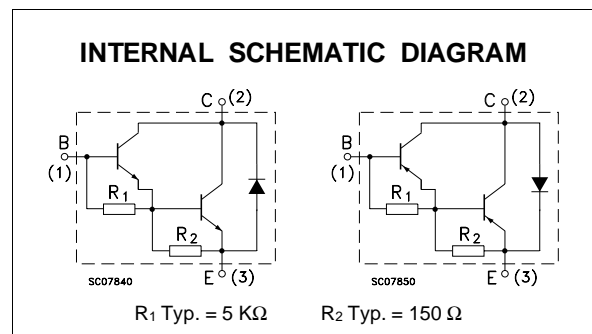 INTERNAL SCHEMATIC DIAGRAM
C (2)
B
(1)
R1
R2
SC07840
E (3)
C (2)
B
(1)
R1
R2
SC07850
E (3)
R1 Typ. = 5 KΩ R2 Typ. = 150 Ω